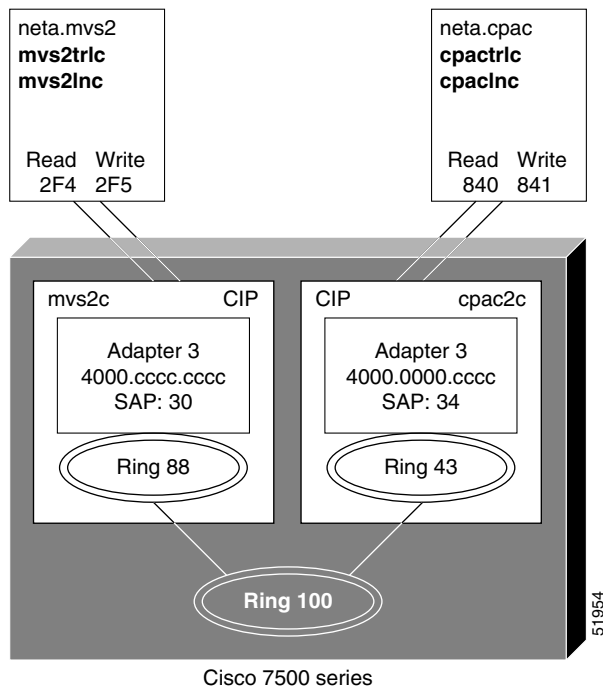 neta.mvs2
mvs2trlc
mvs2lnc
Read Write
2F4 2F5
neta.cpac
cpactrlc
cpaclnc
Read Write
840 841
mvs2c CIP
Adapter 3
4000.cccc.cccc
SAP: 30
Ring 88
CIP cpac2c
Adapter 3
4000.0000.cccc
SAP: 34
Ring 43
Ring 100
51954
Cisco 7500 series